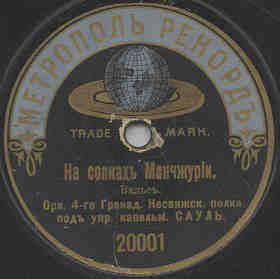 МЕТРОПОЛЬ РЕКОРДЪ
TRADE MARK.
На сопкахъ Манчжуріи.
Вальсъ.
Орк. 4-го Гренад. Несвижск. полка
подъ упр. капельм. САУЛЬ.
20001